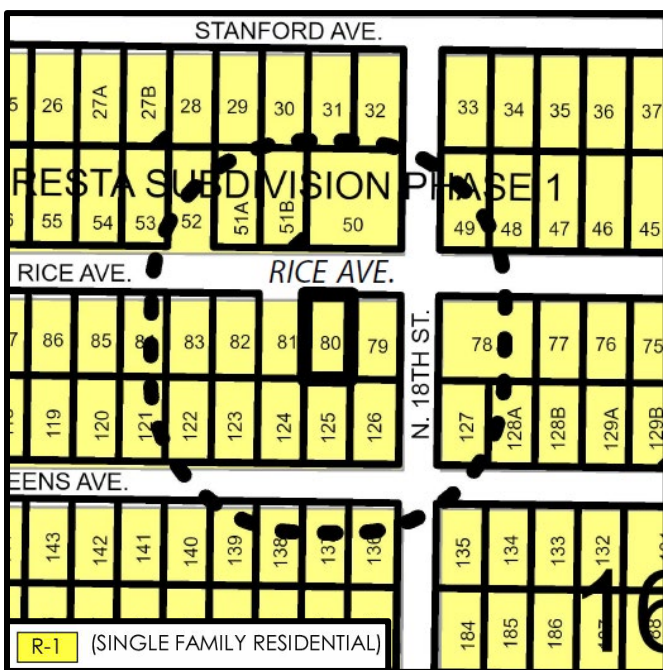 STANFORD AVE.
5 26 27A 27B 28 29 30 31 32 33 34 35 36 37
RESTA SUBDIVISION PHASE 1
55 54 53 52 51A 51B 50 49 48 47 46 45
RICE AVE. RICE AVE.
86 85 83 82 81 80 79 78 77 76 75
N. 18TH ST.
119 120 121 122 123 124 125 126 127 128A 128B 129A 129B
EENS AVE.
143 142 141 140 139 138 137 136 135 134 133 132
184 185 186
16
R-1 (SINGLE FAMILY RESIDENTIAL)